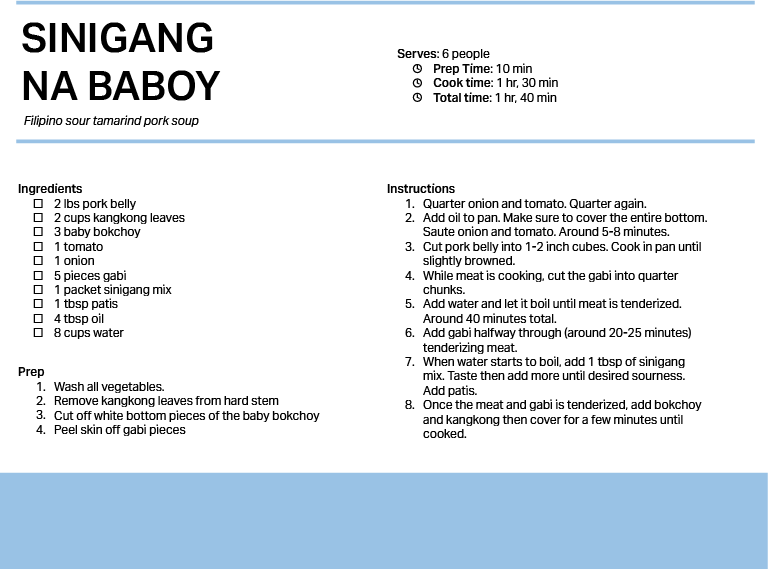 SINIGANG
NA BABOY
Filipino sour tamarind pork soup
Serves: 6 people
Prep Time: 10 min
Cook time: 1 hr, 30 min
Total time: 1 hr, 40 min
Ingredients
2 lbs pork belly
2 cups kangkong leaves
3 baby bokchoy
1 tomato
1 onion
5 pieces gabi
1 packet sinigang mix
1 tbsp patis
4 tbsp oil
8 cups water
Prep
1. Wash all vegetables.
2. Remove kangkong leaves from hard stem
3. Cut off white bottom pieces of the baby bokchoy
4. Peel skin off gabi pieces
Instructions
1. Quarter onion and tomato. Quarter again.
2. Add oil to pan. Make sure to cover the entire bottom.
Saute onion and tomato. Around 5-8 minutes.
3. Cut pork belly into 1-2 inch cubes. Cook in pan until
slightly browned.
4. While meat is cooking, cut the gabi into quarter
chunks.
5. Add water and let it boil until meat is tenderized.
Around 40 minutes total.
6. Add gabi halfway through (around 20-25 minutes)
tenderizing meat.
7. When water starts to boil, add 1 tbsp of sinigang
mix. Taste then add more until desired sourness.
Add patis.
8. Once the meat and gabi is tenderized, add bokchoy
and kangkong then cover for a few minutes until
cooked.